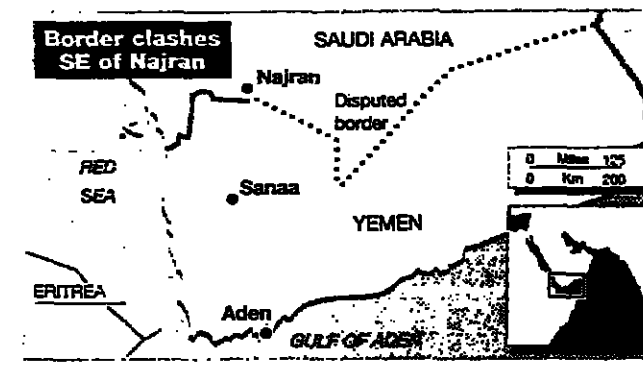 Border clashes
SE of Najran
SAUDI ARABIA
Najran
Disputed
border
0 Miles 125
0 Km 200
RED
SEA
Sanaa
YEMEN
ERITREA
Aden
GULF OF ADEN